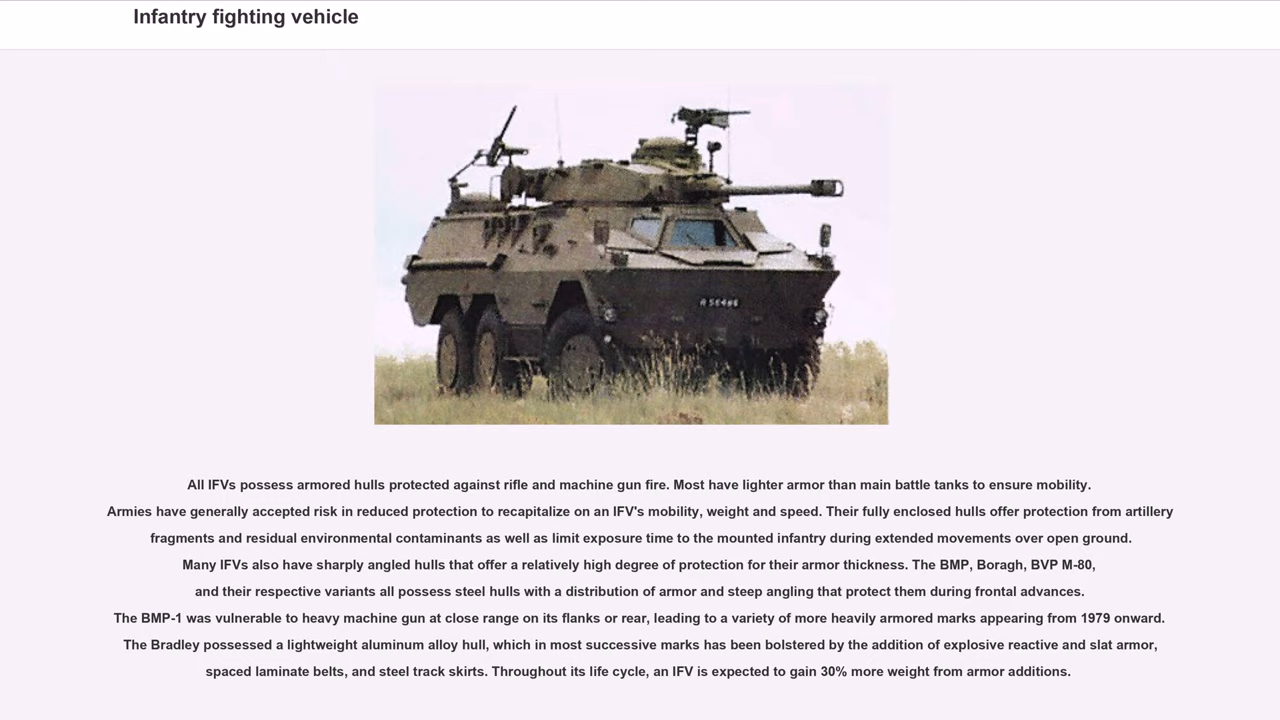 Infantry fighting vehicle
All IFVs possess armored hulls protected against rifle and machine gun fire. Most have lighter armor than main battle tanks to ensure mobility.
Armies have generally accepted risk in reduced protection to recapitalize on an IFV's mobility, weight and speed. Their fully enclosed hulls offer protection from artillery
fragments and residual environmental contaminants as well as limit exposure time to the mounted infantry during extended movements over open ground.
Many IFVs also have sharply angled hulls that offer a relatively high degree of protection for their armor thickness. The BMP, Boragh, BVP M-80,
and their respective variants all possess steel hulls with a distribution of armor and steep angling that protect them during frontal advances.
The BMP-1 was vulnerable to heavy machine gun at close range on its flanks or rear, leading to a variety of more heavily armored marks appearing from 1979 onward.
The Bradley possessed a lightweight aluminum alloy hull, which in most successive marks has been bolstered by the addition of explosive reactive and slat armor,
spaced laminate belts, and steel track skirts. Throughout its life cycle, an IFV is expected to gain 30% more weight from armor additions.